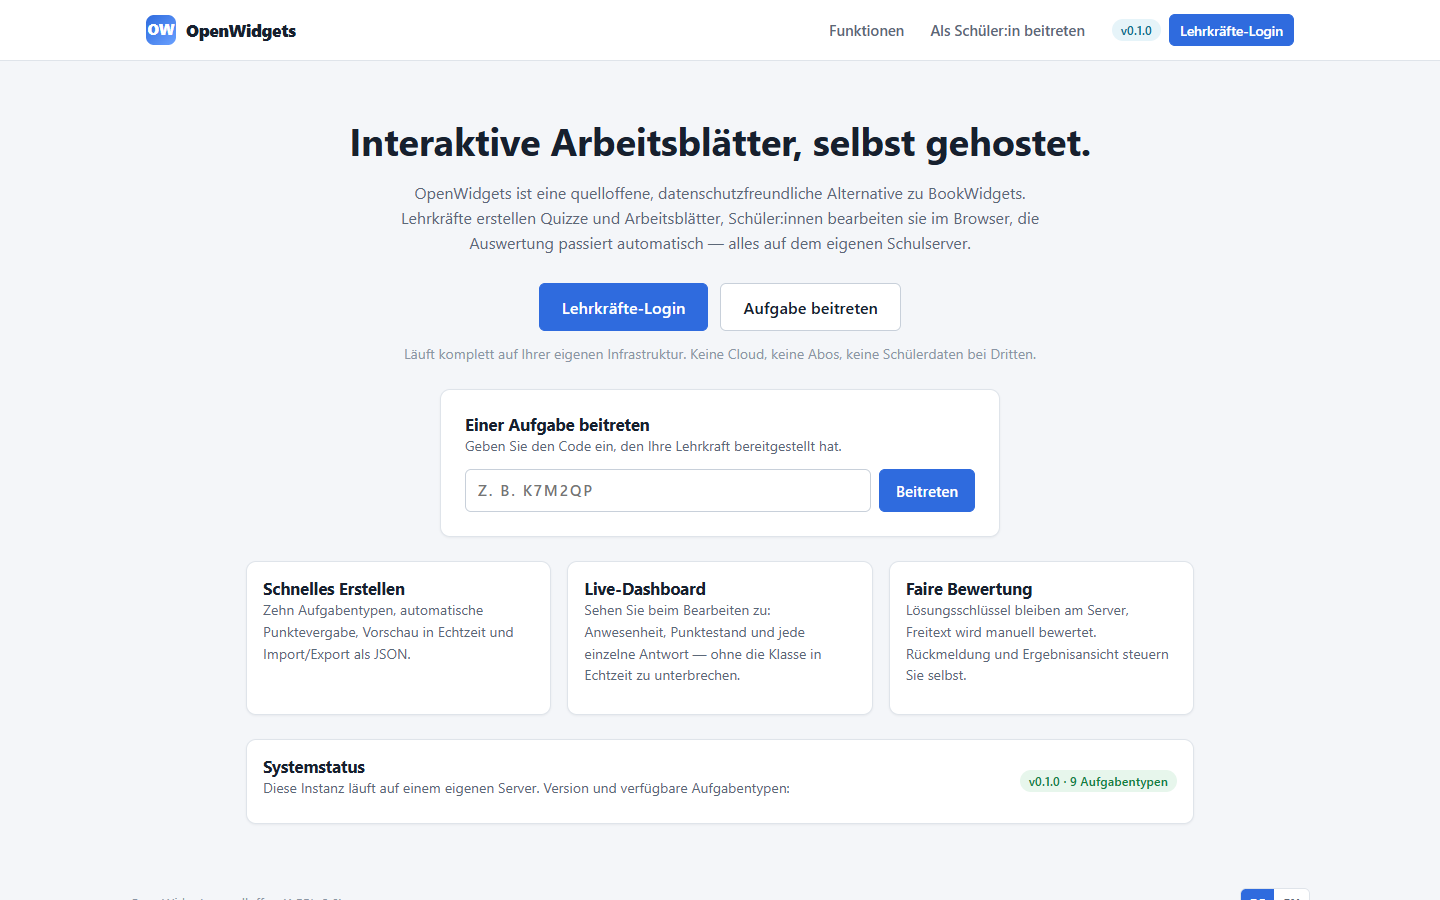 OW OpenWidgets
Funktionen
Als Schüler:in beitreten
v0.1.0
Lehrkräfte-Login
Interaktive Arbeitsblätter, selbst gehostet.
OpenWidgets ist eine quelloffene, datenschutzfreundliche Alternative zu BookWidgets.
Lehrkräfte erstellen Quizze und Arbeitsblätter, Schüler:innen bearbeiten sie im Browser, die
Auswertung passiert automatisch — alles auf dem eigenen Schulserver.
Lehrkräfte-Login
Aufgabe beitreten
Läuft komplett auf Ihrer eigenen Infrastruktur. Keine Cloud, keine Abos, keine Schülerdaten bei Dritten.
Einer Aufgabe beitreten
Geben Sie den Code ein, den Ihre Lehrkraft bereitgestellt hat.
Z. B. K7M2QP
Beitreten
Schnelles Erstellen
Zehn Aufgabentypen, automatische
Punktevergabe, Vorschau in Echtzeit und
Import/Export als JSON.
Live-Dashboard
Sehen Sie beim Bearbeiten zu:
Anwesenheit, Punktestand und jede
einzelne Antwort — ohne die Klasse in
Echtzeit zu unterbrechen.
Faire Bewertung
Lösungsschlüssel bleiben am Server,
Freitext wird manuell bewertet.
Rückmeldung und Ergebnisansicht steuern
Sie selbst.
Systemstatus
Diese Instanz läuft auf einem eigenen Server. Version und verfügbare Aufgabentypen:
v0.1.0 · 9 Aufgabentypen